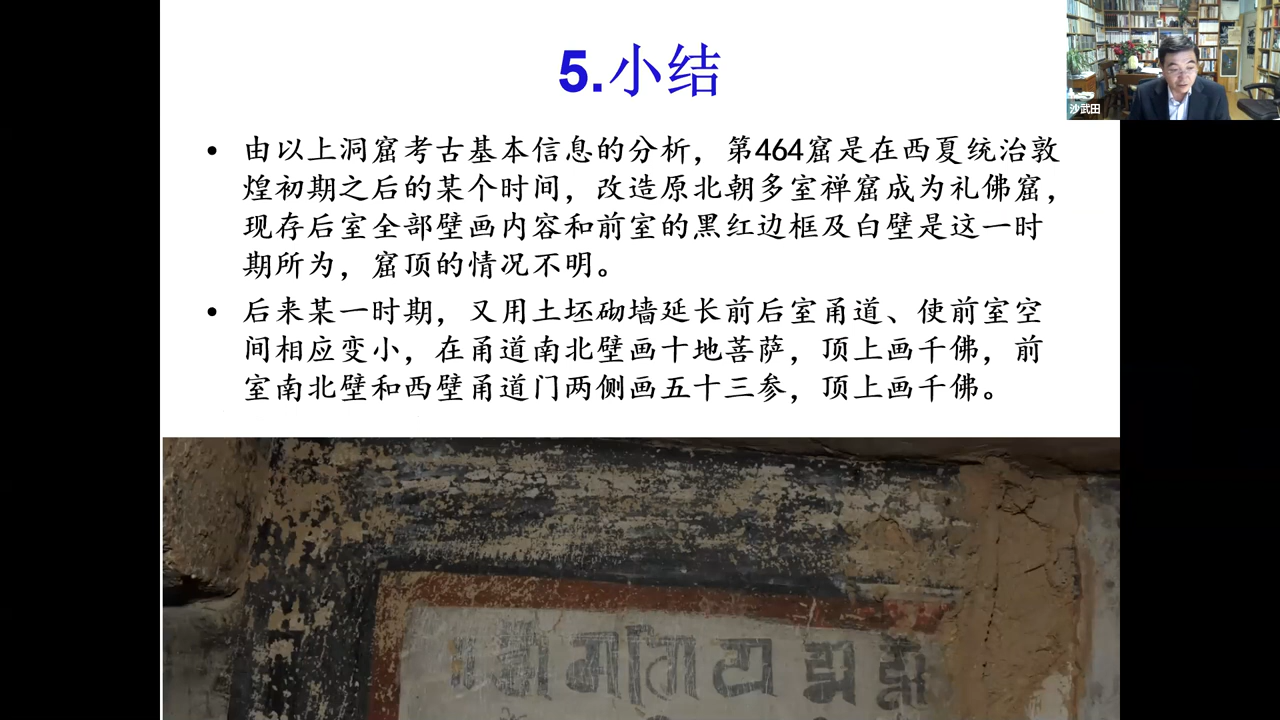 5.小结
沙武田
• 由以上洞窟考古基本信息的分析，第464窟是在西夏统治敦
煌初期之后的某个时间，改造原北朝多室禅窟成为礼佛窟，
现存后室全部壁画内容和前室的黑红边框及白壁是这一时
期所为，窟顶的情况不明。
• 后来某一时期，又用土坯砌墙延长前后室甬道、使前室空
间相应变小，在甬道南北壁画十地菩萨，顶上画千佛，前
室南北壁和西壁甬道门两侧画五十三参，顶上画千佛。